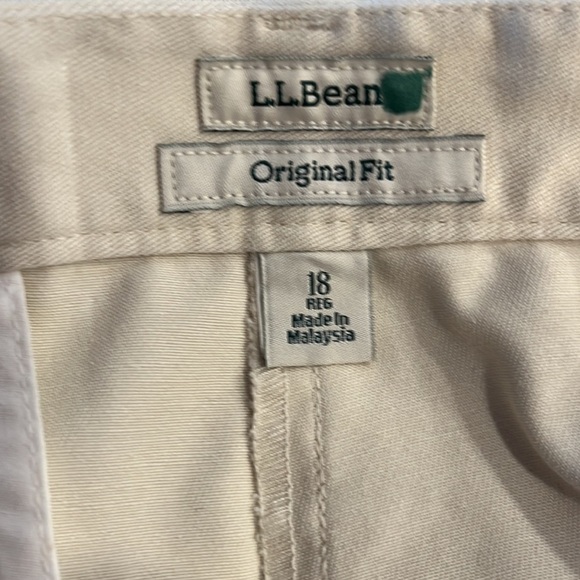 L.L.Bean
Original Fit
18
REG
Made In
Malaysia